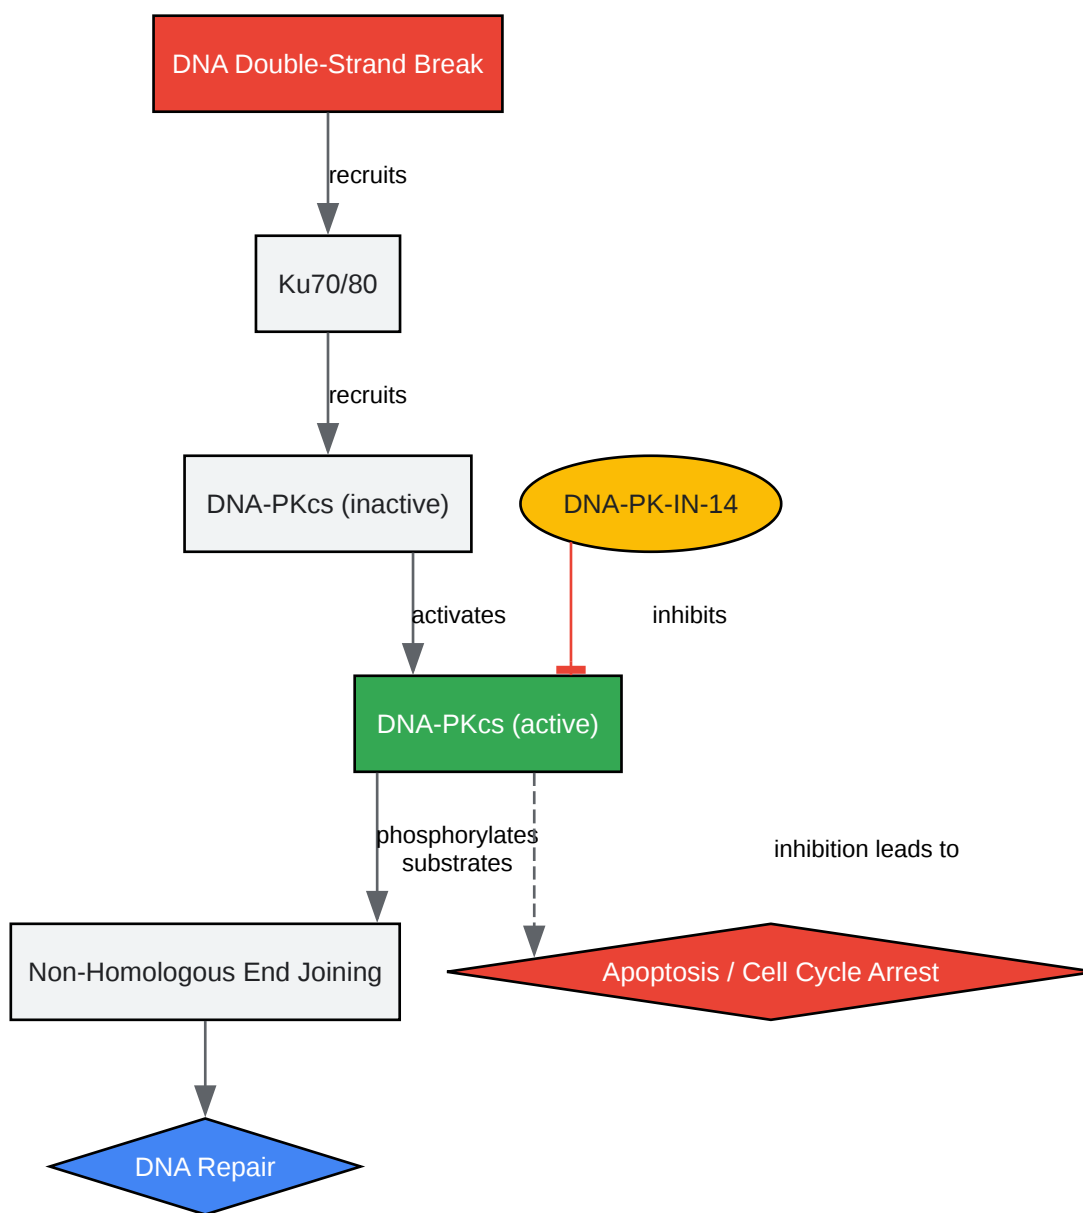 DNA Double-Strand Break
recruits
Ku70/80
recruits
DNA-PKcs (inactive)
DNA-PK-IN-14
activates
inhibits
DNA-PKcs (active)
phosphorylates
substrates
inhibition leads to
Non-Homologous End Joining
Apoptosis / Cell Cycle Arrest
DNA Repair